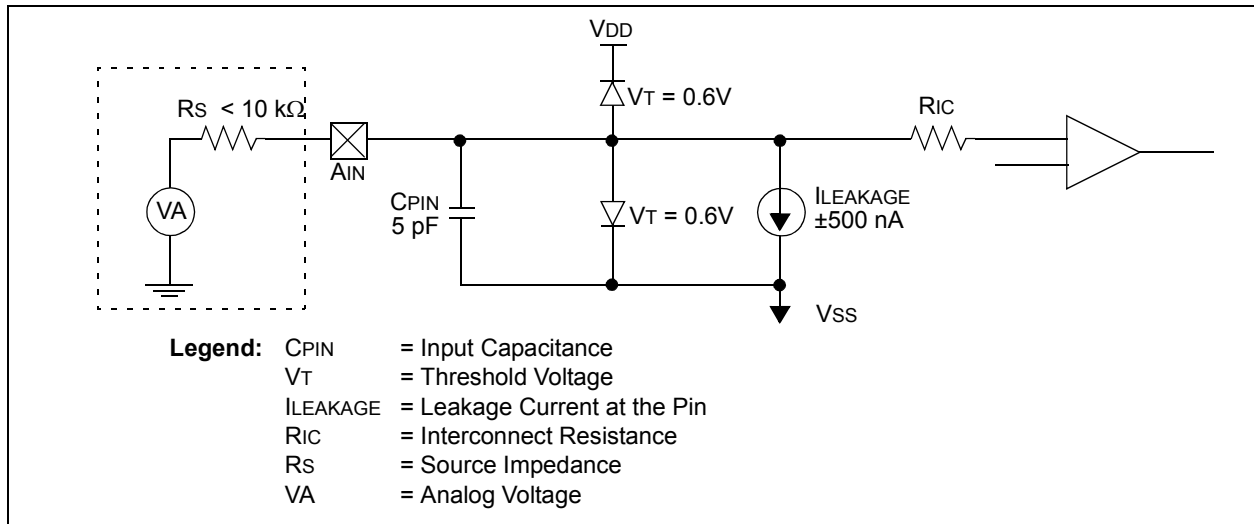 VDD
VT = 0.6V
RS < 10 kΩ
RIC
AIN
VA
CPIN
5 pF
VT = 0.6V
ILEAKAGE
±500 nA
VSS
Legend: CPIN = Input Capacitance
VT = Threshold Voltage
ILEAKAGE = Leakage Current at the Pin
RIC = Interconnect Resistance
RS = Source Impedance
VA = Analog Voltage